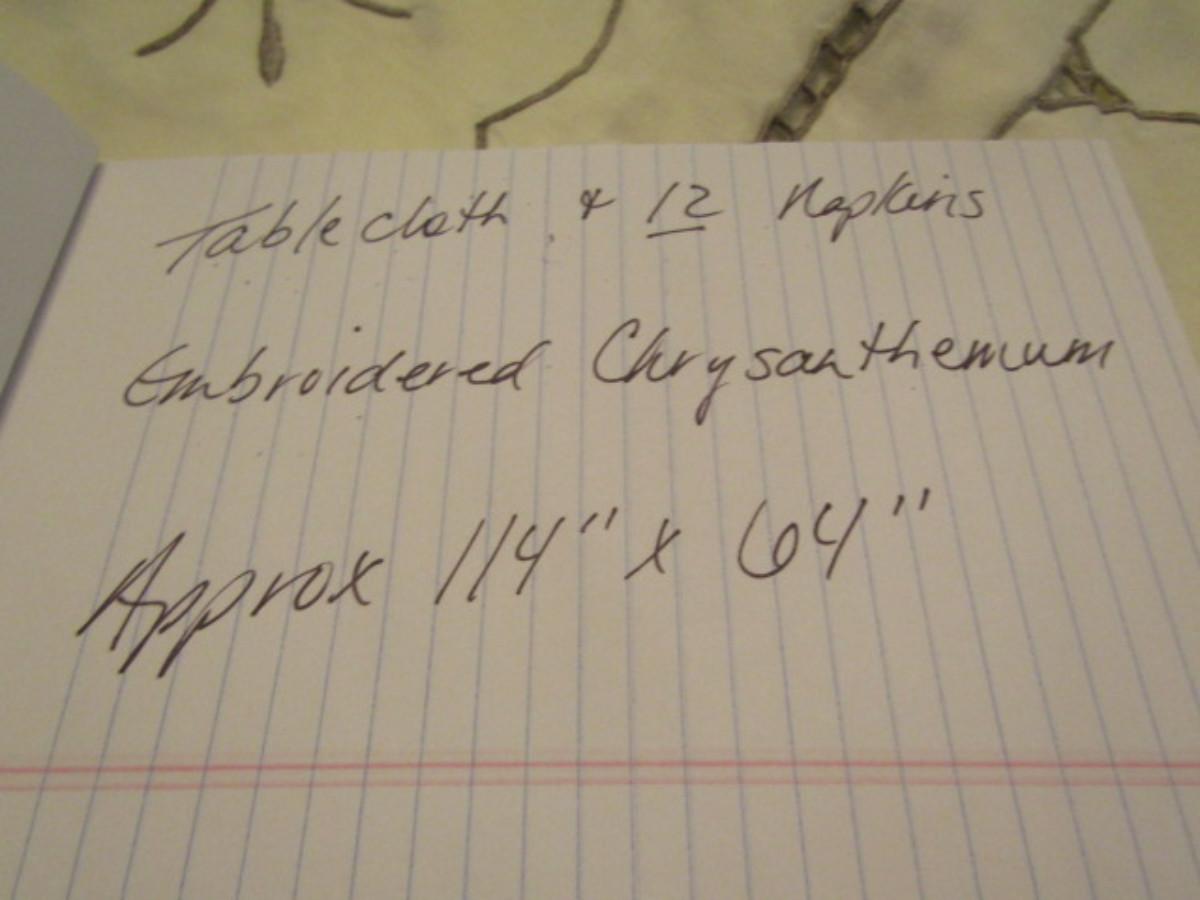 Tablecloth & 12 Napkins
Embroidered Chrysanthemum
Approx 114" x 64"